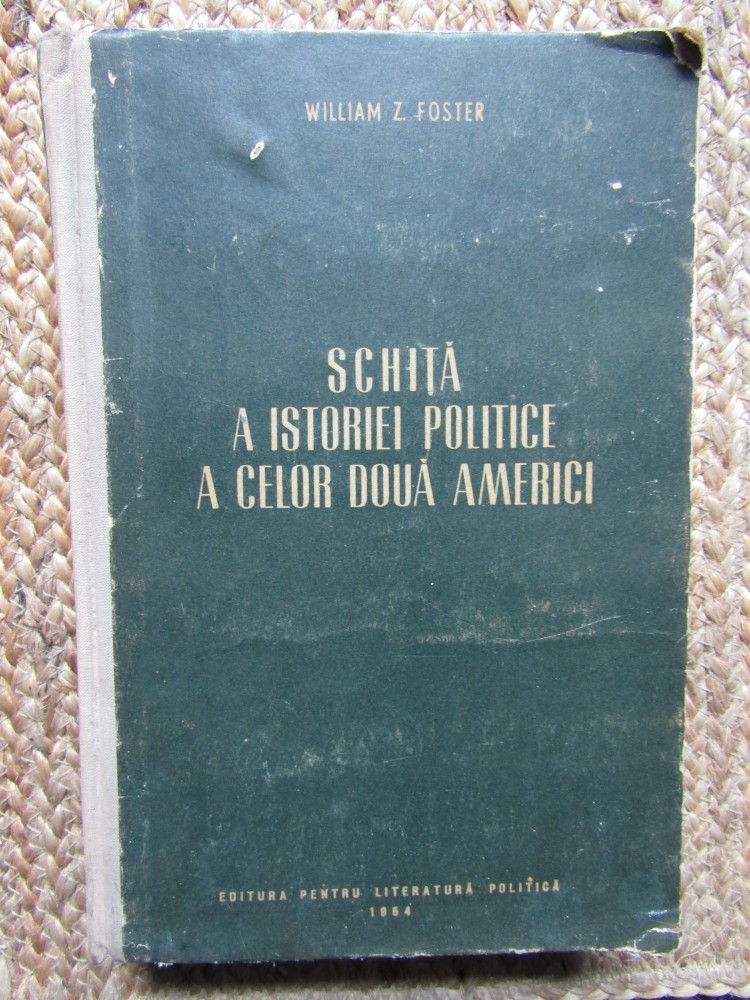 WILLIAM Z. FOSTER
SCHIȚĂ
A ISTORIEI POLITICE
A CELOR DOUĂ AMERICI
EDITURA PENTRU LITERATURĂ POLITICĂ
1954